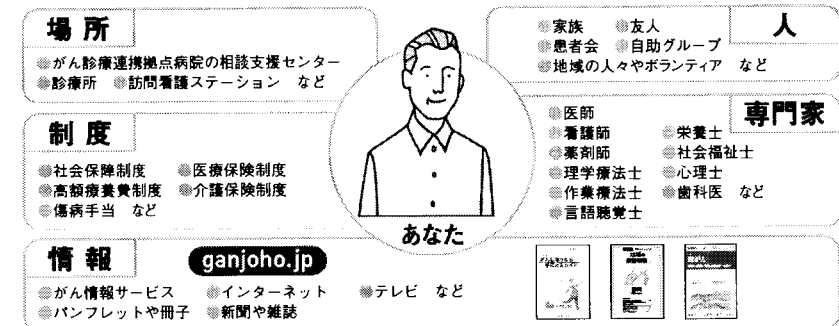 場所
がん診療連携拠点病院の相談支援センター
診療所 訪問看護ステーション など
人
家族 友人
患者会 自助グループ
地域の人々やボランティア など
制度
社会保障制度 医療保険制度
高額療養費制度 介護保険制度
傷病手当 など
専門家
医師
看護師 栄養士
薬剤師 社会福祉士
理学療法士 心理士
作業療法士 歯科医 など
言語聴覚士
あなた
情報
ganjoho.jp
がん情報サービス インターネット テレビ など
パンフレットや冊子 新聞や雑誌